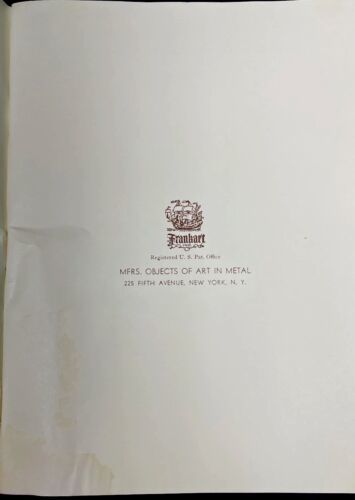 Frankart
Registered U. S. Pat. Office
MFRS. OBJECTS OF ART IN METAL
225 FIFTH AVENUE, NEW YORK, N. Y.